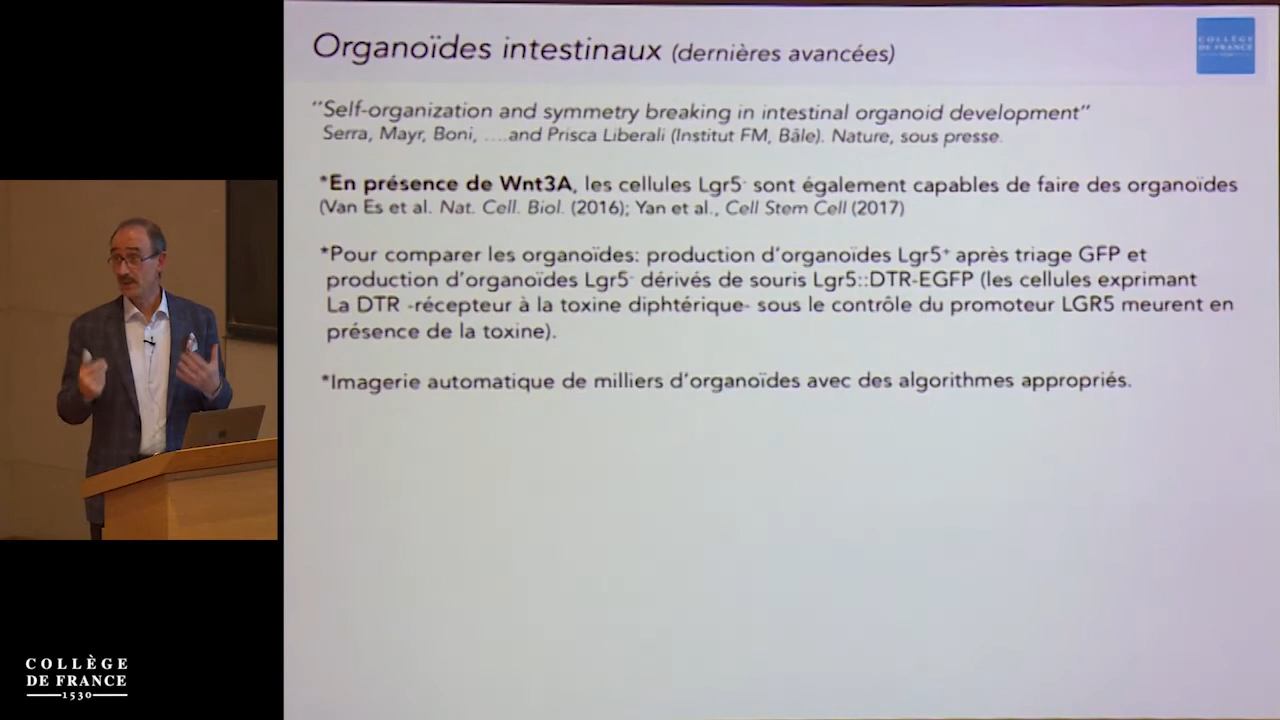 Organoïdes intestinaux (dernières avancées)
COLLÈGE
DE FRANCE
1530
"Self-organization and symmetry breaking in intestinal organoid development"
Serra, Mayr, Boni, ....and Prisca Liberali (Institut FM, Bâle). Nature, sous presse.
*En présence de Wnt3A, les cellules Lgr5- sont également capables de faire des organoïdes
(Van Es et al. Nat. Cell. Biol. (2016); Yan et al., Cell Stem Cell (2017)
*Pour comparer les organoïdes: production d'organoïdes Lgr5+ après triage GFP et
production d'organoïdes Lgr5- dérivés de souris Lgr5::DTR-EGFP (les cellules exprimant
La DTR -récepteur à la toxine diphtérique- sous le contrôle du promoteur LGR5 meurent en
présence de la toxine).
*Imagerie automatique de milliers d'organoïdes avec des algorithmes appropriés.
COLLÈGE
DE FRANCE
1530